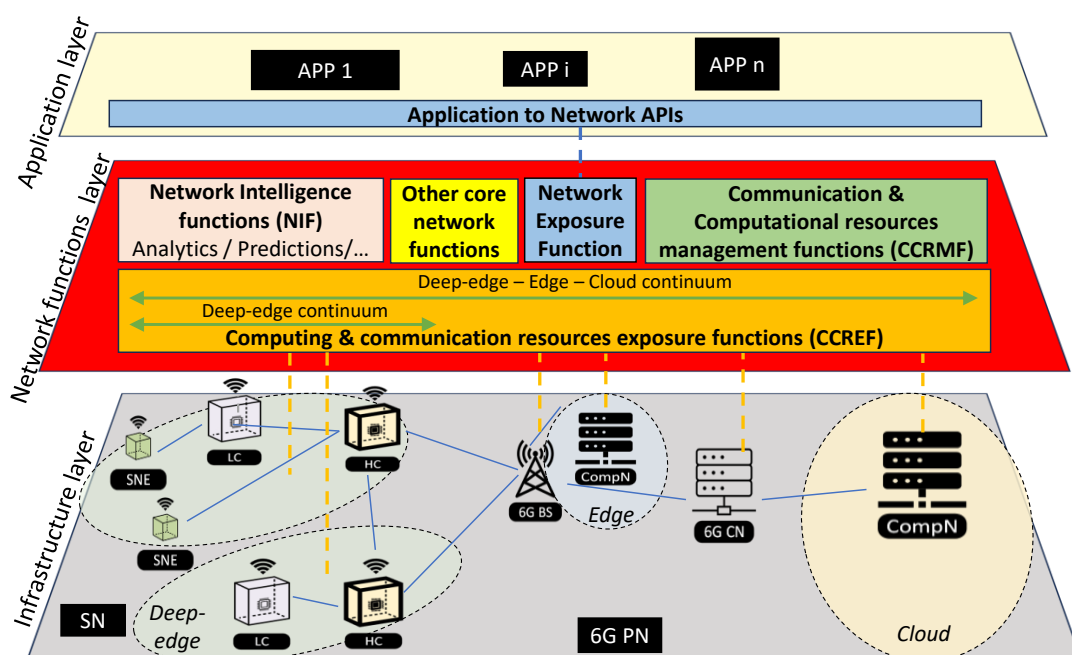 Application layer
APP 1
APP i
APP n
Application to Network APIs
Network functions layer
Network Intelligence
functions (NIF)
Analytics / Predictions/…
Other core
network
functions
Network
Exposure
Function
Communication &
Computational resources
management functions (CCRMF)
Deep-edge – Edge – Cloud continuum
Deep-edge continuum
Computing & communication resources exposure functions (CCREF)
Infrastructure layer
SNE
LC
HC
SNE
LC
HC
6G BS
CompN
Edge
6G CN
CompN
Cloud
SN
Deep-
edge
6G PN